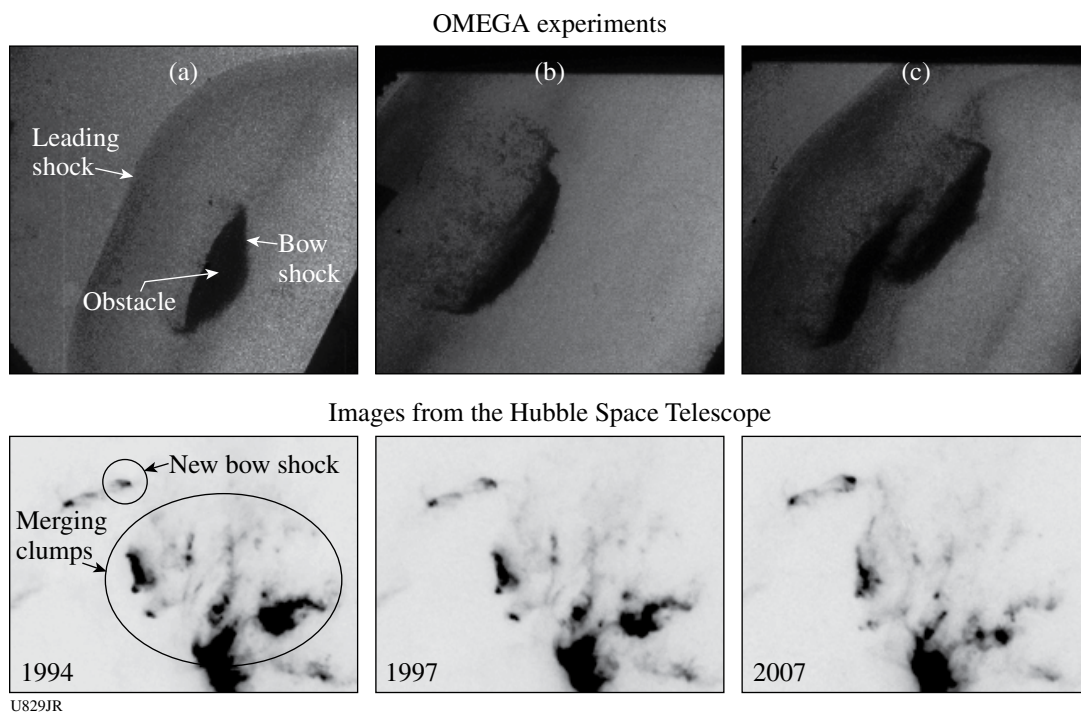 OMEGA experiments
(a)
(b)
(c)
Leading
shock
Bow
shock
Obstacle
Images from the Hubble Space Telescope
New bow shock
Merging
clumps
1994
1997
2007
U829JR